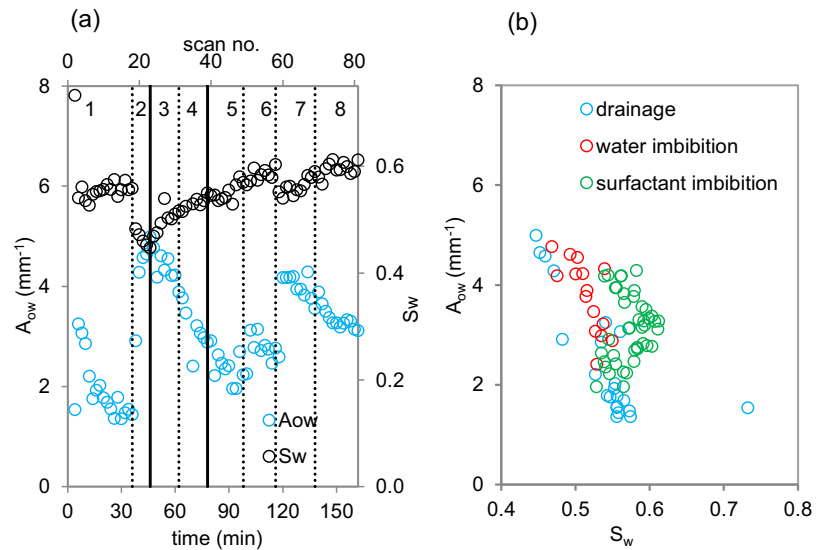 (a)
scan no.
0 20 40 60 80
8
6
4
2
0
A_ow (mm⁻¹)
1 2 3 4 5 6 7 8
Aow
Sw
0.6
0.4
0.2
0.0
Sw
0 30 60 90 120 150
time (min)
(b)
8
6
4
2
0
A_ow (mm⁻¹)
drainage
water imbibition
surfactant imbibition
0.4 0.5 0.6 0.7 0.8
S_w